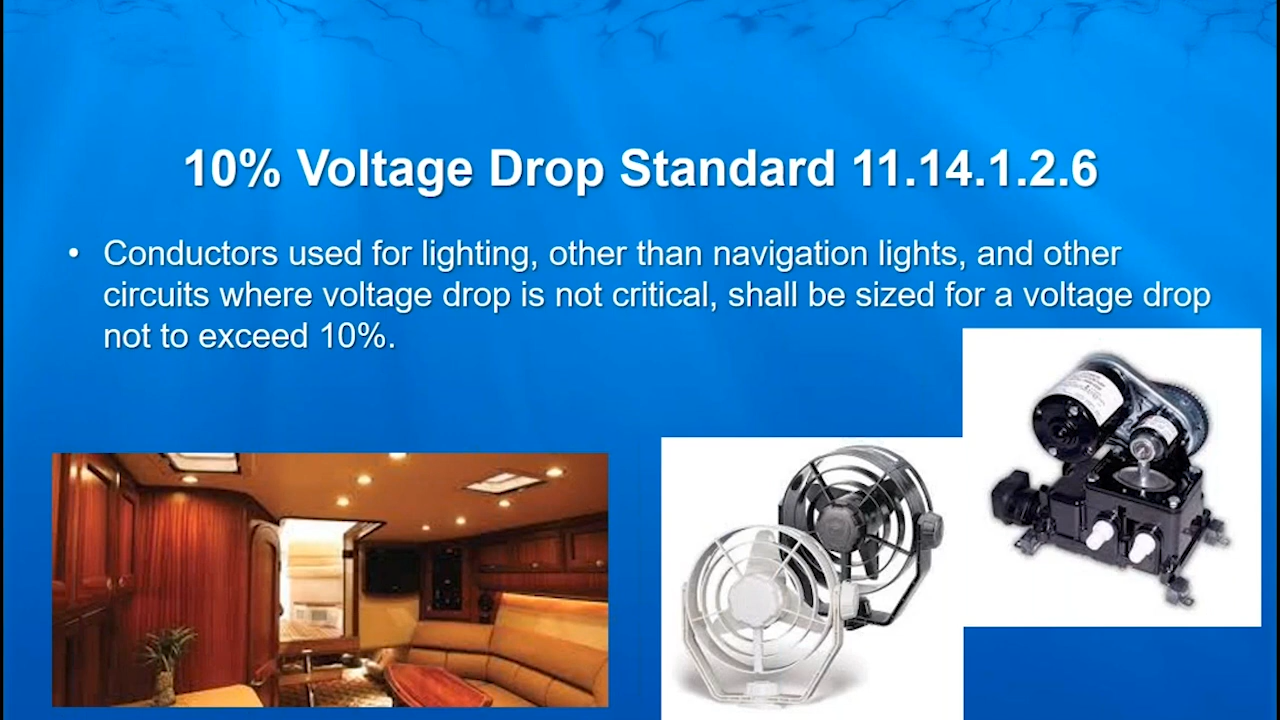 10% Voltage Drop Standard 11.14.1.2.6
• Conductors used for lighting, other than navigation lights, and other
circuits where voltage drop is not critical, shall be sized for a voltage drop
not to exceed 10%.